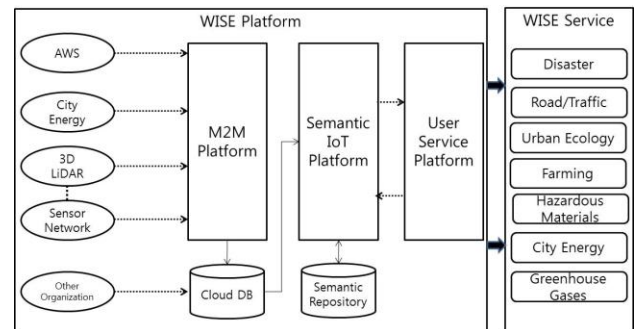 WISE Platform
AWS
City
Energy
3D
LiDAR
Sensor
Network
Other
Organization
M2M
Platform
Cloud DB
Semantic
IoT
Platform
Semantic
Repository
User
Service
Platform
WISE Service
Disaster
Road/Traffic
Urban Ecology
Farming
Hazardous
Materials
City Energy
Greenhouse
Gases